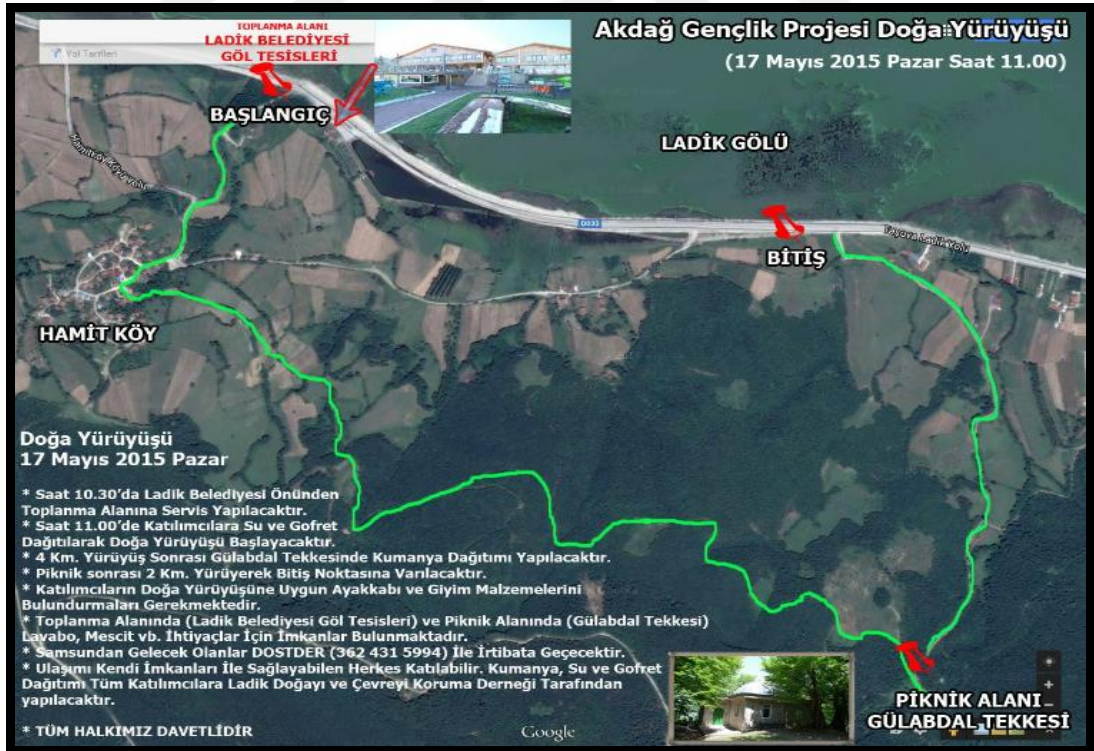 TOPLANMA ALANI
LADİK BELEDİYESİ
GÖL TESİSLERİ
Yol Tarifleri
Akdağ Gençlik Projesi Doğa Yürüyüşü
(17 Mayıs 2015 Pazar Saat 11.00)
BAŞLANGIÇ
LADİK GÖLÜ
Hamitköy Köyü Yolu
D035
Taşova Ladik Yolu
BİTİŞ
HAMİT KÖY
Doğa Yürüyüşü
17 Mayıs 2015 Pazar
* Saat 10.30'da Ladik Belediyesi Önünden
Toplanma Alanına Servis Yapılacaktır.
* Saat 11.00'de Katılımcılara Su ve Gofret
Dağıtılarak Doğa Yürüyüşü Başlayacaktır.
* 4 Km. Yürüyüş Sonrası Gülabdal Tekkesinde Kumanya Dağıtımı Yapılacaktır.
* Piknik sonrası 2 Km. Yürüyerek Bitiş Noktasına Varılacaktır.
* Katılımcıların Doğa Yürüyüşüne Uygun Ayakkabı ve Giyim Malzemelerini
Bulundurmaları Gerekmektedir.
* Toplanma Alanında (Ladik Belediyesi Göl Tesisleri) ve Piknik Alanında (Gülabdal Tekkesi)
Lavabo, Mescit vb. İhtiyaçlar İçin İmkanlar Bulunmaktadır.
* Samsundan Gelecek Olanlar DOSTDER (362 431 5994) İle İrtibata Geçecektir.
* Ulaşımı Kendi İmkanları İle Sağlayabilen Herkes Katılabilir. Kumanya, Su ve Gofret
Dağıtımı Tüm Katılımcılara Ladik Doğayı ve Çevreyi Koruma Derneği Tarafından
yapılacaktır.
* TÜM HALKIMIZ DAVETLİDİR
Google
PİKNİK ALANI
GÜLABDAL TEKKESİ